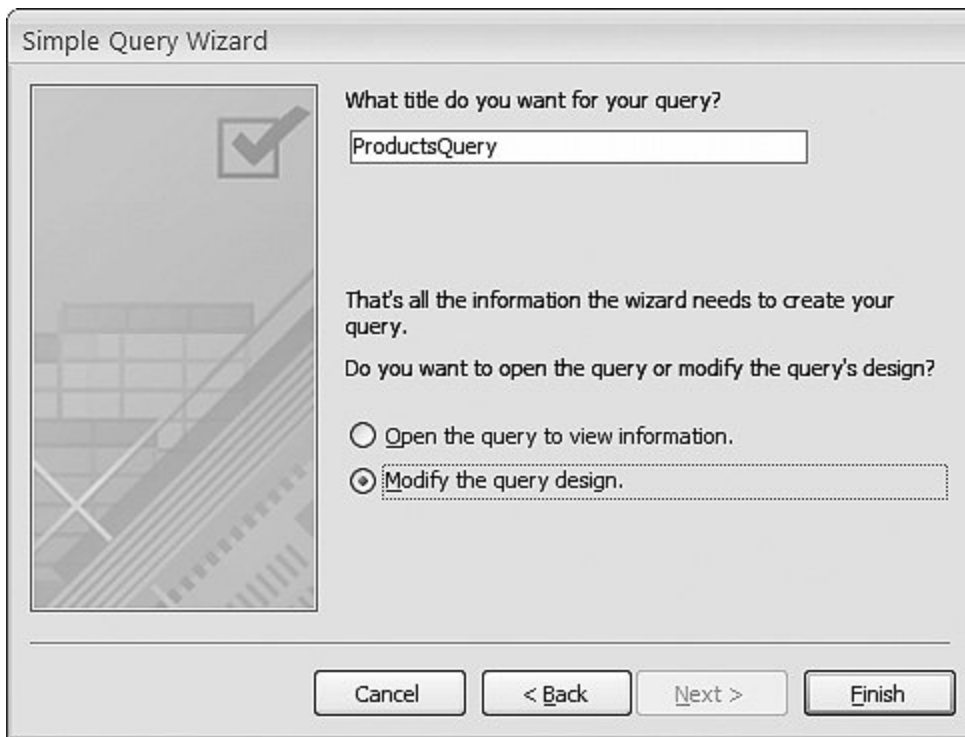 Simple Query Wizard
What title do you want for your query?
ProductsQuery
That's all the information the wizard needs to create your
query.
Do you want to open the query or modify the query's design?
Open the query to view information.
Modify the query design.
Cancel
< Back
Next >
Finish